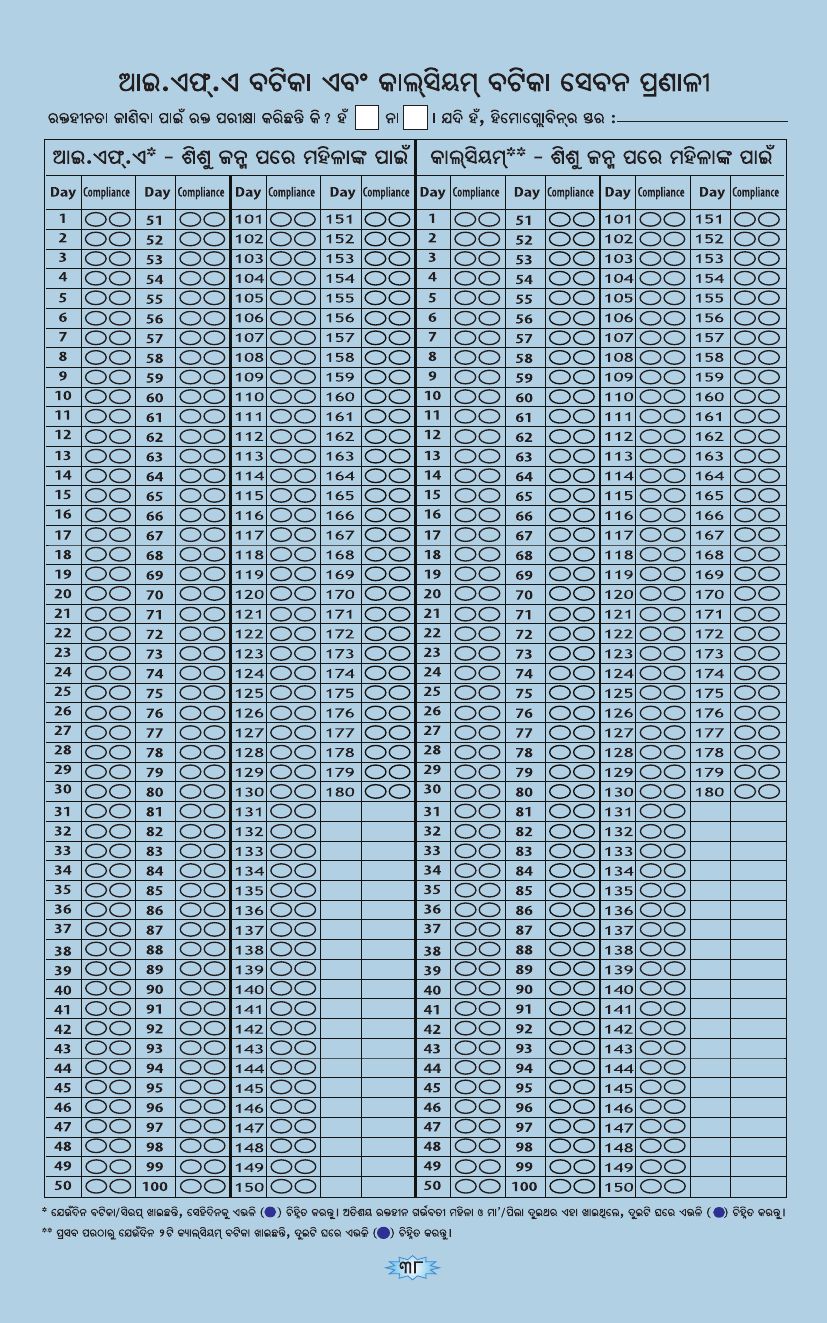 ଆଇ.ଏଫ୍.ଏ ବଟିକା ଏବଂ କାଲ୍‌ସିୟମ୍ ବଟିକା ସେବନ ପ୍ରଣାଳୀ
ରକ୍ତହୀନତା ଜାଣିବା ପାଇଁ ରକ୍ତ ପରୀକ୍ଷା କରିଛନ୍ତି କି ? ହଁ ନା । ଯଦି ହଁ, ହିମୋଗ୍ଲୋବିନ୍‌ର ସ୍ତର :
ଆଇ.ଏଫ୍.ଏ* – ଶିଶୁ ଜନ୍ମ ପରେ ମହିଳାଙ୍କ ପାଇଁ କାଲ୍‌ସିୟମ୍** – ଶିଶୁ ଜନ୍ମ ପରେ ମହିଳାଙ୍କ ପାଇଁ
Day Compliance Day Compliance Day Compliance Day Compliance Day Compliance Day Compliance Day Compliance Day Compliance
1 51 101 151 1 51 101 151
2 52 102 152 2 52 102 152
3 53 103 153 3 53 103 153
4 54 104 154 4 54 104 154
5 55 105 155 5 55 105 155
6 56 106 156 6 56 106 156
7 57 107 157 7 57 107 157
8 58 108 158 8 58 108 158
9 59 109 159 9 59 109 159
10 60 110 160 10 60 110 160
11 61 111 161 11 61 111 161
12 62 112 162 12 62 112 162
13 63 113 163 13 63 113 163
14 64 114 164 14 64 114 164
15 65 115 165 15 65 115 165
16 66 116 166 16 66 116 166
17 67 117 167 17 67 117 167
18 68 118 168 18 68 118 168
19 69 119 169 19 69 119 169
20 70 120 170 20 70 120 170
21 71 121 171 21 71 121 171
22 72 122 172 22 72 122 172
23 73 123 173 23 73 123 173
24 74 124 174 24 74 124 174
25 75 125 175 25 75 125 175
26 76 126 176 26 76 126 176
27 77 127 177 27 77 127 177
28 78 128 178 28 78 128 178
29 79 129 179 29 79 129 179
30 80 130 180 30 80 130 180
31 81 131 31 81 131
32 82 132 32 82 132
33 83 133 33 83 133
34 84 134 34 84 134
35 85 135 35 85 135
36 86 136 36 86 136
37 87 137 37 87 137
38 88 138 38 88 138
39 89 139 39 89 139
40 90 140 40 90 140
41 91 141 41 91 141
42 92 142 42 92 142
43 93 143 43 93 143
44 94 144 44 94 144
45 95 145 45 95 145
46 96 146 46 96 146
47 97 147 47 97 147
48 98 148 48 98 148
49 99 149 49 99 149
50 100 150 50 100 150
* ଯେଉଁଦିନ ବଟିକା/ସିରପ୍ ଖାଇଛନ୍ତି, ସେହିଦିନକୁ ଏଭଳି ( ) ଚିହ୍ନିତ କରନ୍ତୁ । ଅତିଶୟ ରକ୍ତହୀନ ଗର୍ଭବତୀ ମହିଳା ଓ ମା'/ପିଲା ଦୁଇଥର ଏହା ଖାଇଥିଲେ, ଦୁଇଟି ଘରେ ଏଭଳି ( ) ଚିହ୍ନିତ କରନ୍ତୁ ।
** ପ୍ରସବ ପରଠାରୁ ଯେଉଁଦିନ ୨ଟି କ୍ୟାଲ୍‌ସିୟମ୍ ବଟିକା ଖାଇଛନ୍ତି, ଦୁଇଟି ଘରେ ଏଭଳି ( ) ଚିହ୍ନିତ କରନ୍ତୁ ।
୩୮